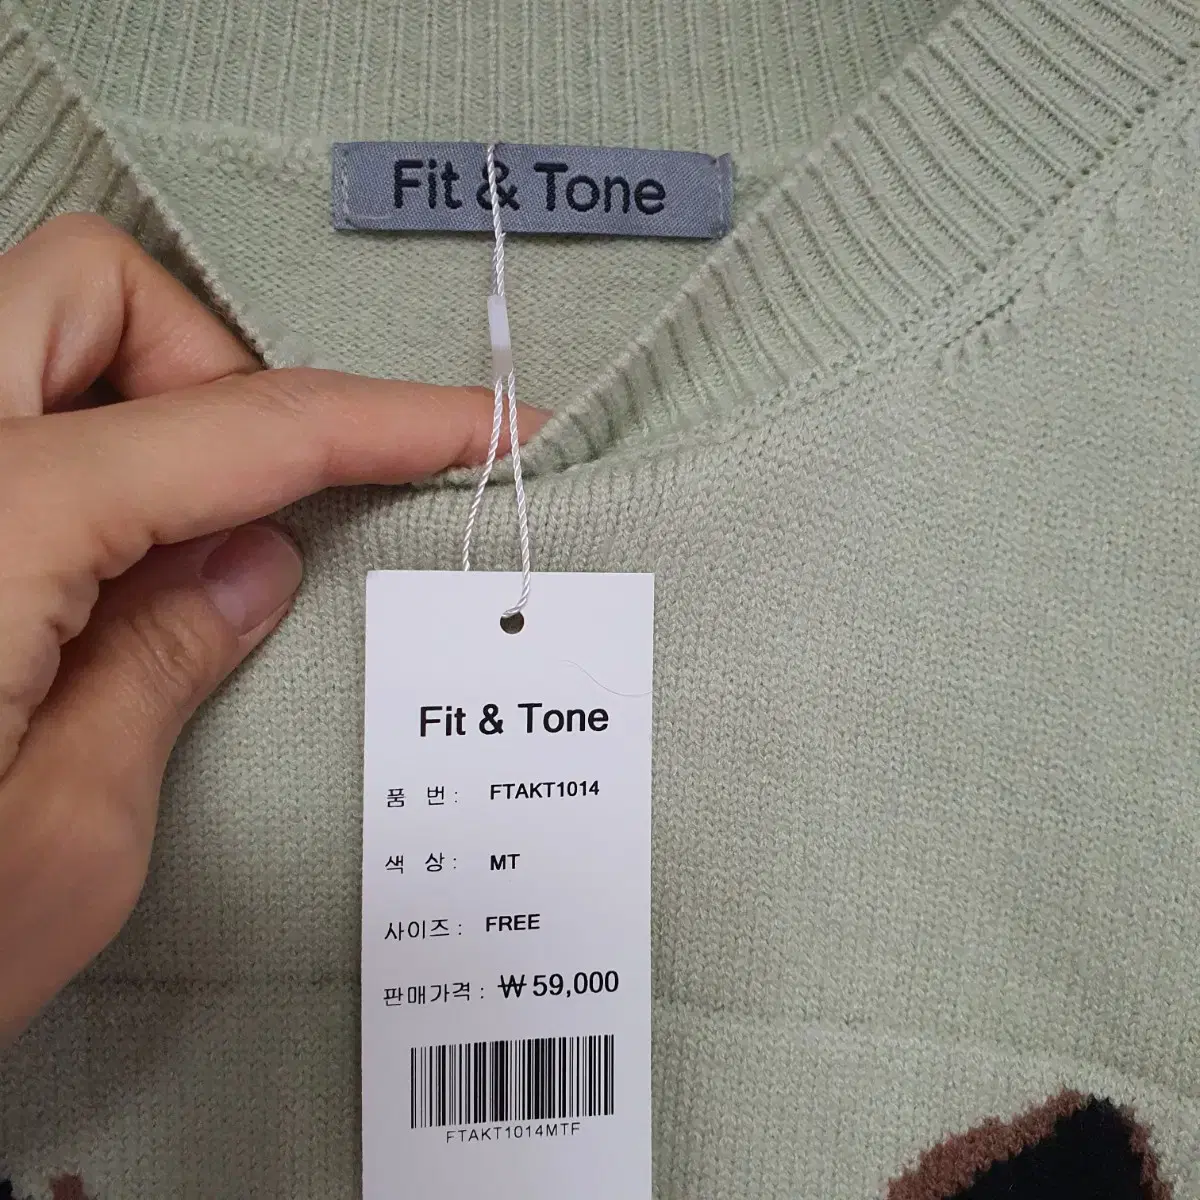 Fit & Tone
Fit & Tone
품 번 : FTAKT1014
색 상 : MT
사이즈 : FREE
판매가격 : ₩ 59,000
FTAKT1014MTF